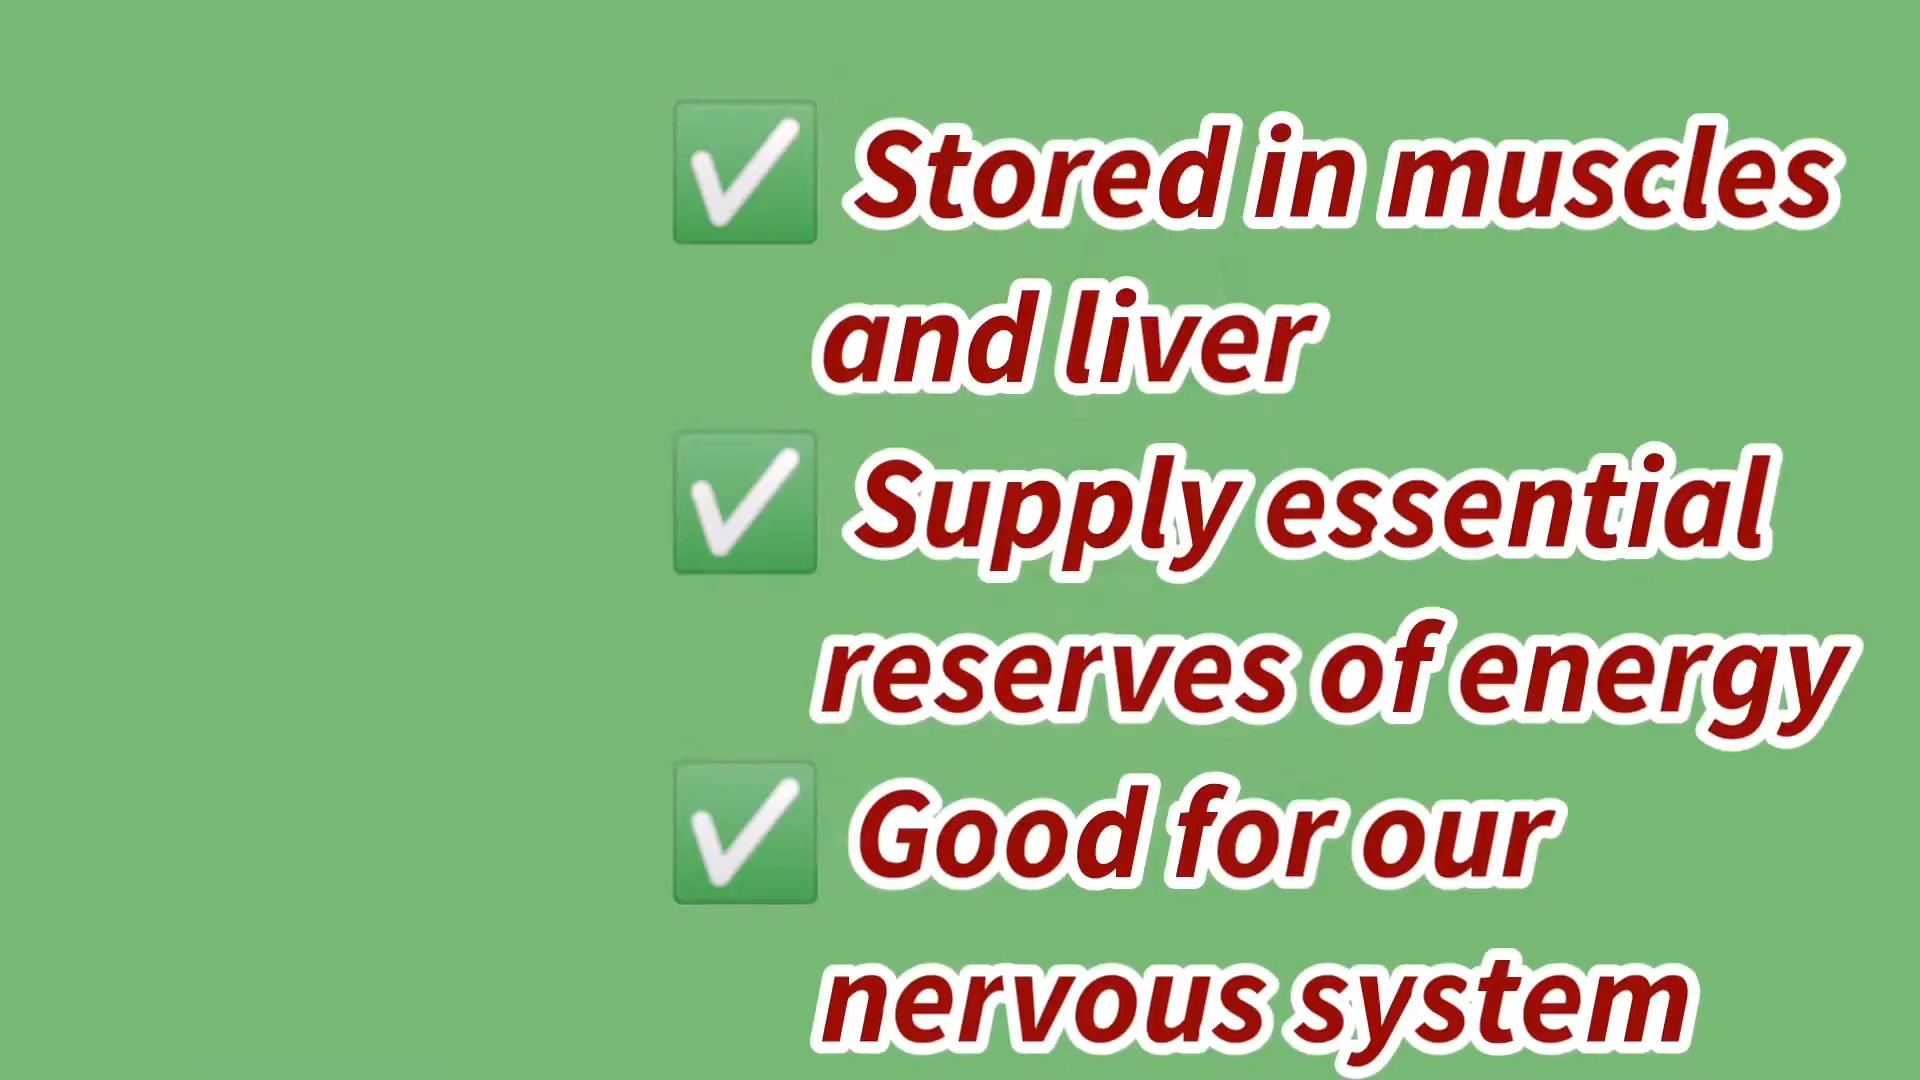 ✅ Stored in muscles
and liver
✅ Supply essential
reserves of energy
✅ Good for our
nervous system